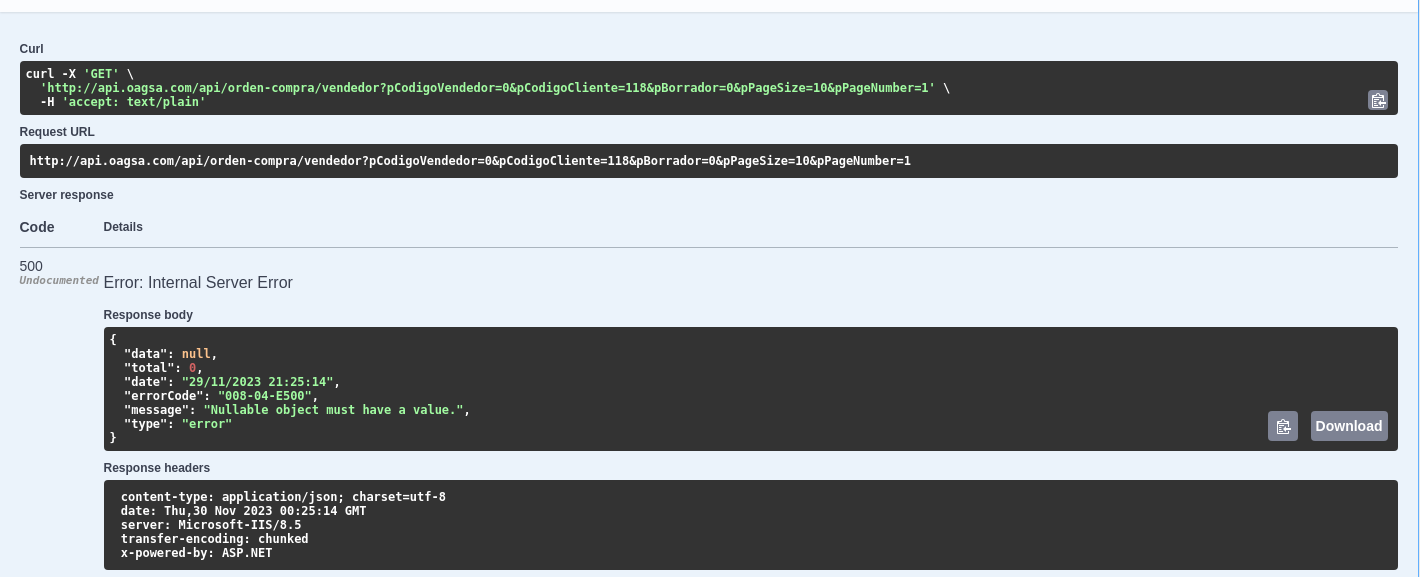 Curl
curl -X 'GET' \
  'http://api.oagsa.com/api/orden-compra/vendedor?pCodigoVendedor=0&pCodigoCliente=118&pBorrador=0&pPageSize=10&pPageNumber=1' \
  -H 'accept: text/plain'
Request URL
http://api.oagsa.com/api/orden-compra/vendedor?pCodigoVendedor=0&pCodigoCliente=118&pBorrador=0&pPageSize=10&pPageNumber=1
Server response
Code Details
500
Undocumented Error: Internal Server Error
Response body
{
  "data": null,
  "total": 0,
  "date": "29/11/2023 21:25:14",
  "errorCode": "008-04-E500",
  "message": "Nullable object must have a value.",
  "type": "error"
}
Download
Response headers
content-type: application/json; charset=utf-8
date: Thu,30 Nov 2023 00:25:14 GMT
server: Microsoft-IIS/8.5
transfer-encoding: chunked
x-powered-by: ASP.NET